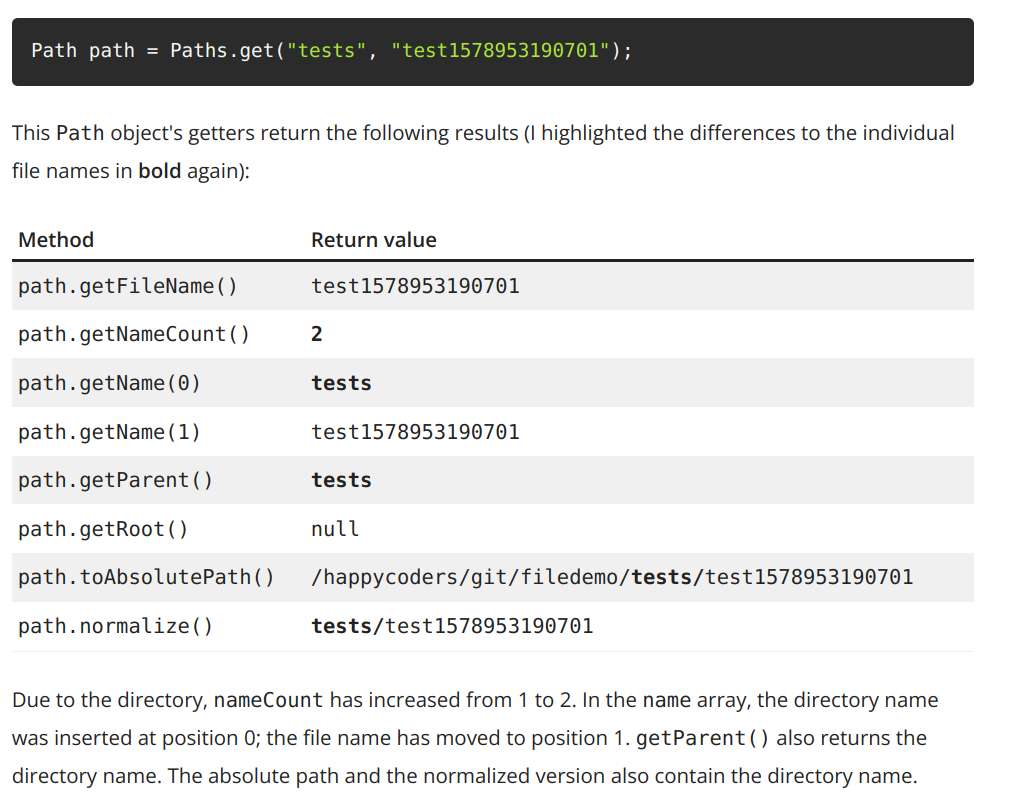 Path path = Paths.get("tests", "test1578953190701");
This Path object's getters return the following results (I highlighted the differences to the individual
file names in bold again):
Method Return value
path.getFileName() test1578953190701
path.getNameCount() 2
path.getName(0) tests
path.getName(1) test1578953190701
path.getParent() tests
path.getRoot() null
path.toAbsolutePath() /happycoders/git/filedemo/tests/test1578953190701
path.normalize() tests/test1578953190701
Due to the directory, nameCount has increased from 1 to 2. In the name array, the directory name
was inserted at position 0; the file name has moved to position 1. getParent() also returns the
directory name. The absolute path and the normalized version also contain the directory name.